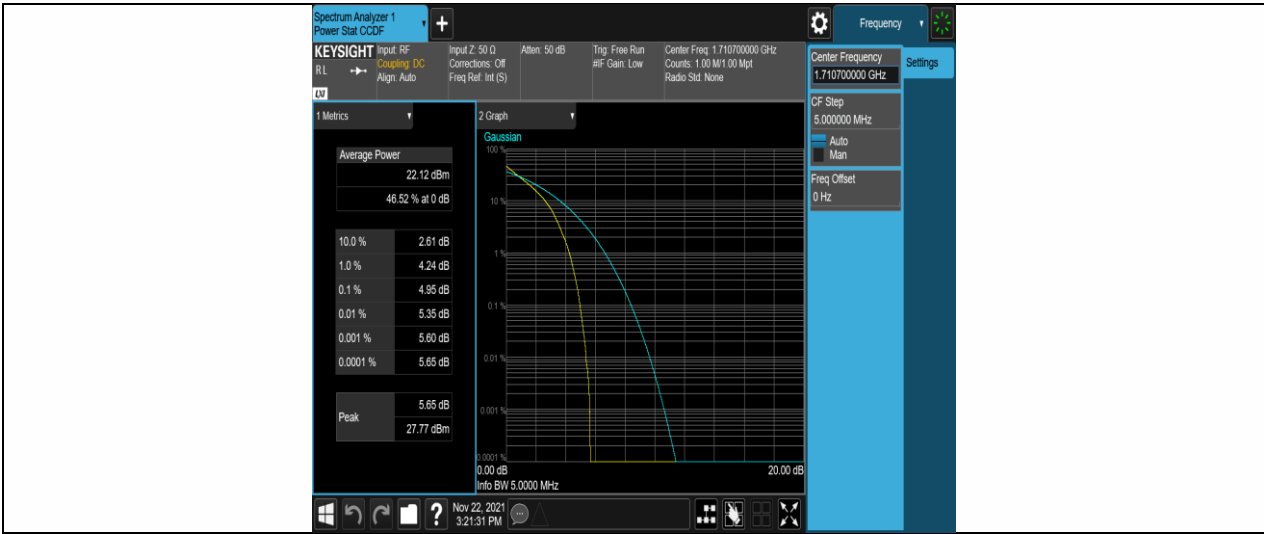 Spectrum Analyzer 1
Power Stat CCDF
Frequency
KEYSIGHT
RL
LXI
Input: RF
Coupling: DC
Align: Auto
Input Z: 50 Ω
Corrections: Off
Freq Ref: Int (S)
Atten: 50 dB
Trig: Free Run
#IF Gain: Low
Center Freq: 1.710700000 GHz
Counts: 1.00 M/1.00 Mpt
Radio Std: None
Center Frequency
1.710700000 GHz
Settings
CF Step
5.000000 MHz
Auto
Man
Freq Offset
0 Hz
1 Metrics
Average Power
22.12 dBm
46.52 % at 0 dB
10.0 % 2.61 dB
1.0 % 4.24 dB
0.1 % 4.95 dB
0.01 % 5.35 dB
0.001 % 5.60 dB
0.0001 % 5.65 dB
Peak
5.65 dB
27.77 dBm
2 Graph
Gaussian
100 %
10 %
1 %
0.1 %
0.01 %
0.001 %
0.0001 %
0.00 dB 20.00 dB
Info BW 5.0000 MHz
?
Nov 22, 2021
3:21:31 PM